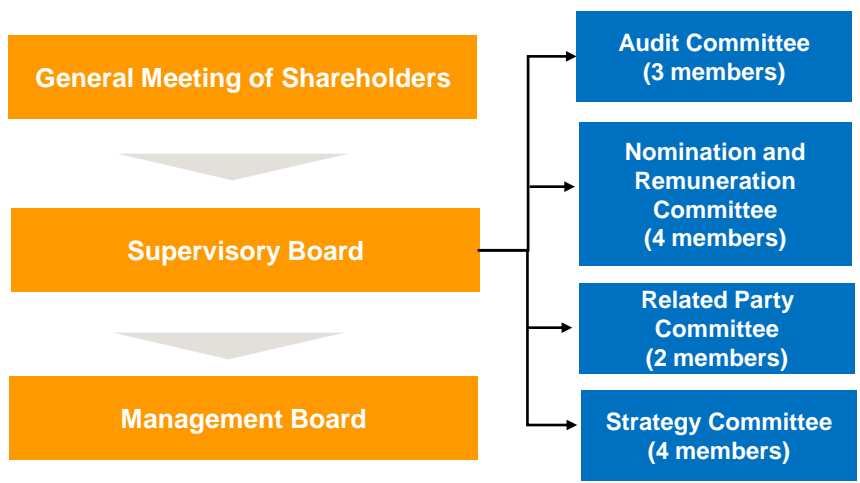 General Meeting of Shareholders
Supervisory Board
Management Board
Audit Committee
(3 members)
Nomination and
Remuneration
Committee
(4 members)
Related Party
Committee
(2 members)
Strategy Committee
(4 members)